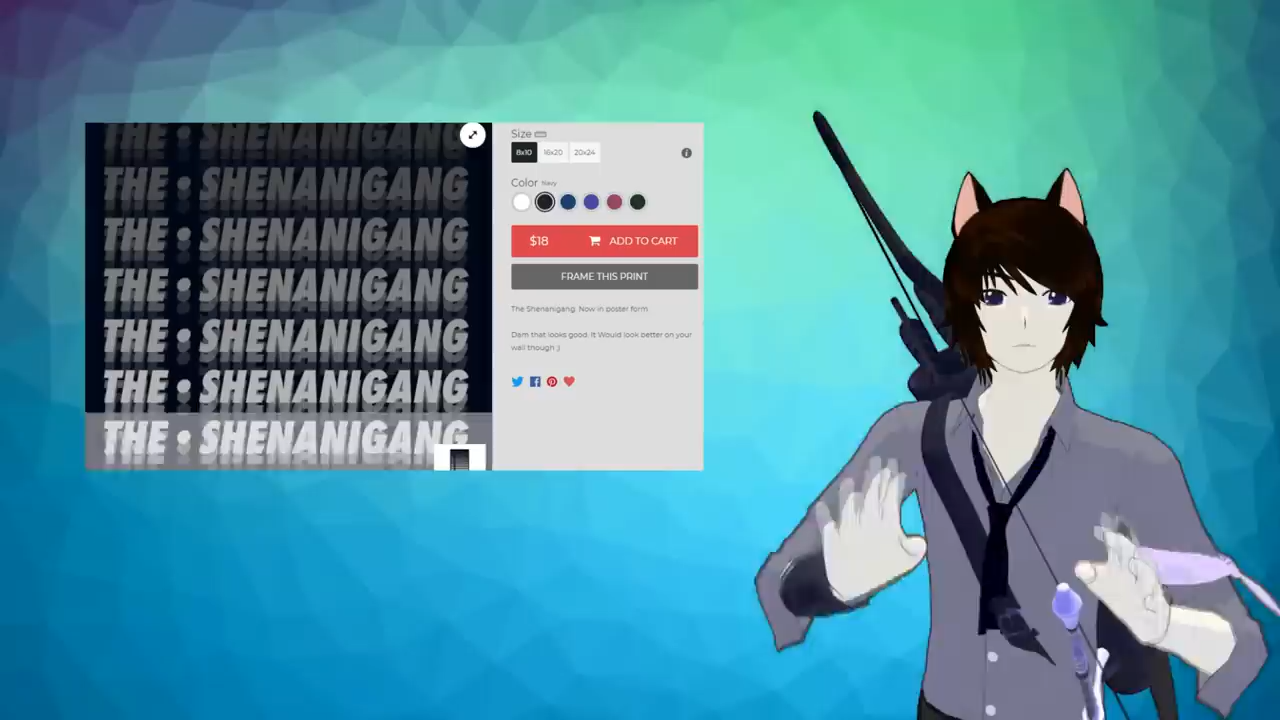 THE • SHENANIGANG
THE • SHENANIGANG
THE • SHENANIGANG
THE • SHENANIGANG
THE • SHENANIGANG
THE • SHENANIGANG
THE • SHENANIGANG
Size
8x10 16x20 20x24
Color Navy
$18 ADD TO CART
FRAME THIS PRINT
The Shenanigang. Now in poster form
Dam that looks good. It Would look better on your
wall though ;)